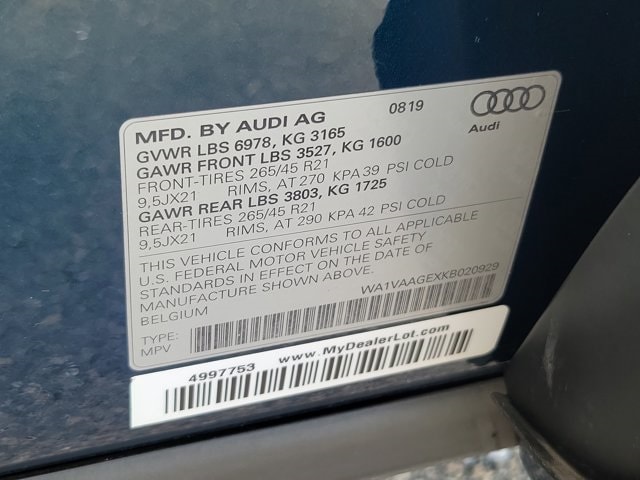 MFD. BY AUDI AG 0819
Audi
GVWR LBS 6978, KG 3165
GAWR FRONT LBS 3527, KG 1600
FRONT-TIRES 265/45 R21
9,5JX21 RIMS, AT 270 KPA 39 PSI COLD
GAWR REAR LBS 3803, KG 1725
REAR-TIRES 265/45 R21
9,5JX21 RIMS, AT 290 KPA 42 PSI COLD
THIS VEHICLE CONFORMS TO ALL APPLICABLE
U.S. FEDERAL MOTOR VEHICLE SAFETY
STANDARDS IN EFFECT ON THE DATE OF
MANUFACTURE SHOWN ABOVE.
BELGIUM WA1VAAGEXKB020929
TYPE:
MPV
4997753 www.MyDealerLot.com